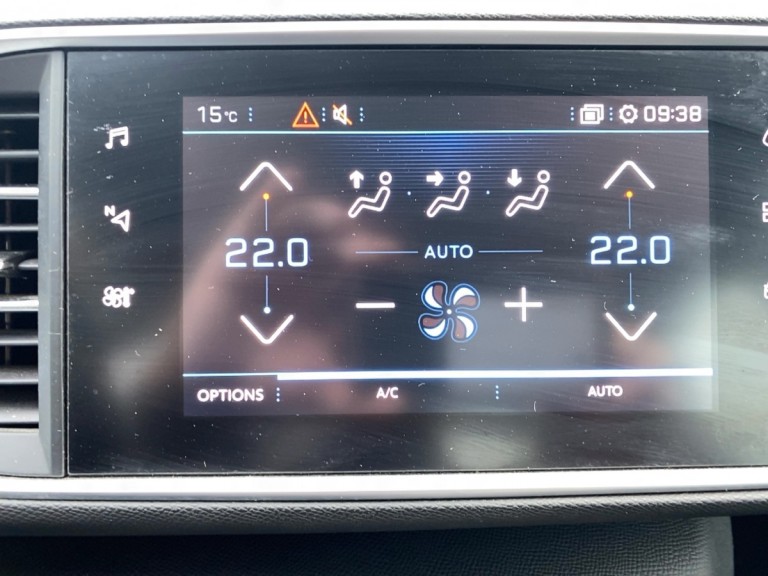 15°C 09:38
N
22.0 AUTO 22.0
OPTIONS A/C AUTO